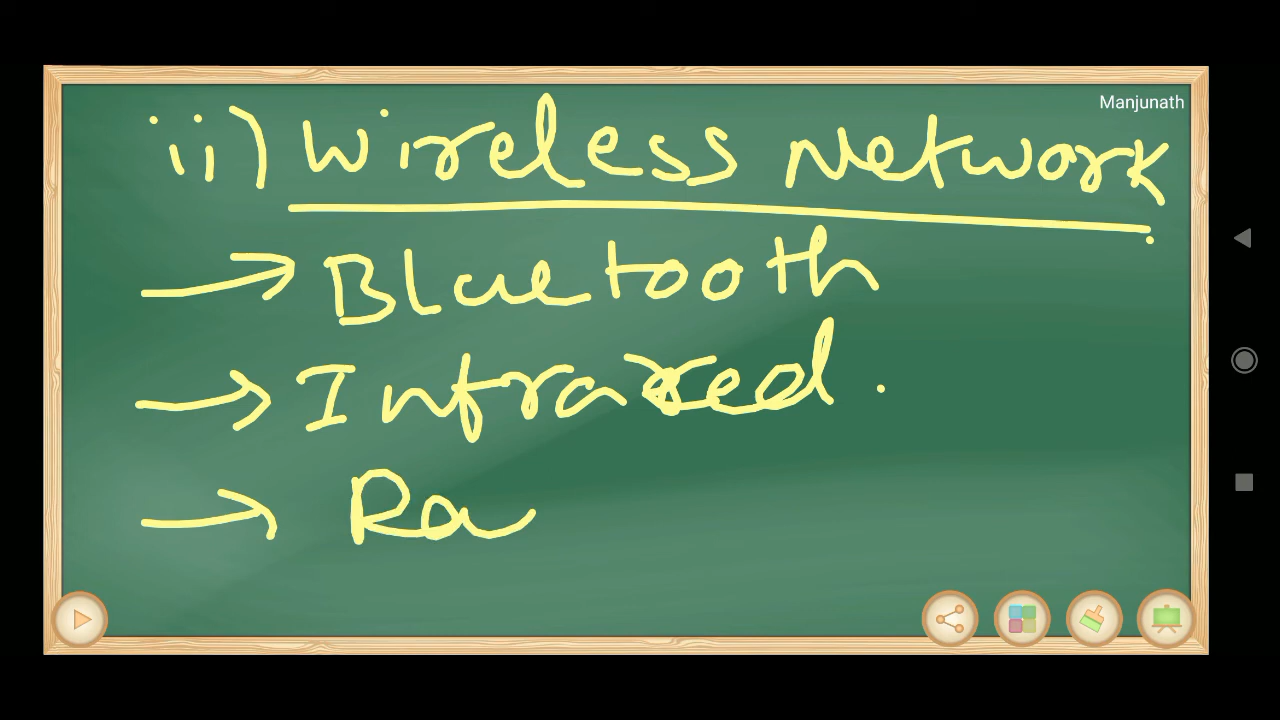 Manjunath
ii) Wireless Network
→ Bluetooth
→ Infrared.
→ Ra